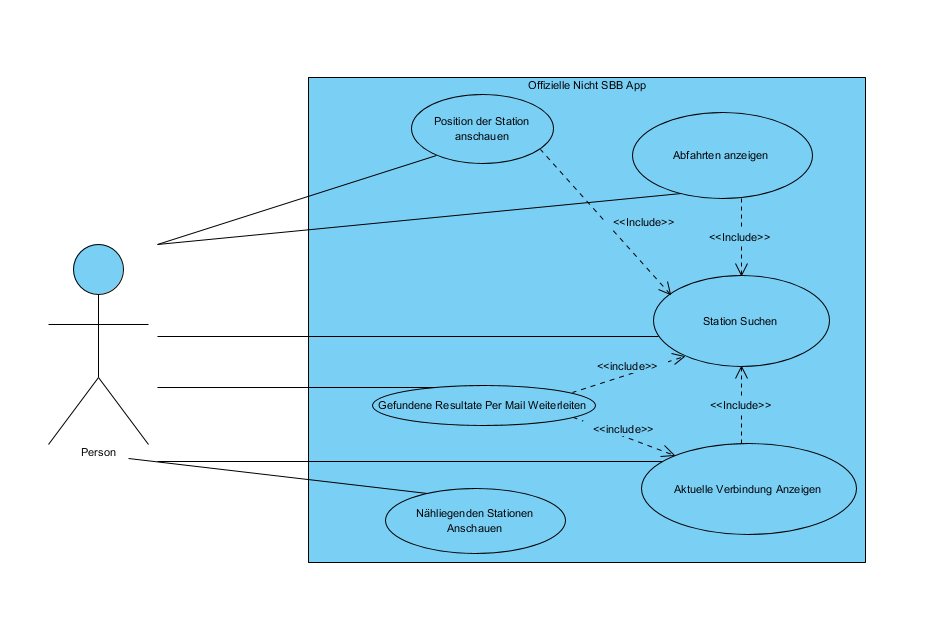 Offizielle Nicht SBB App
Position der Station
anschauen
Abfahrten anzeigen
<<Include>>
<<Include>>
Station Suchen
<<include>>
Gefundene Resultate Per Mail Weiterleiten
<<Include>>
<<include>>
Person
Aktuelle Verbindung Anzeigen
Nähliegenden Stationen
Anschauen